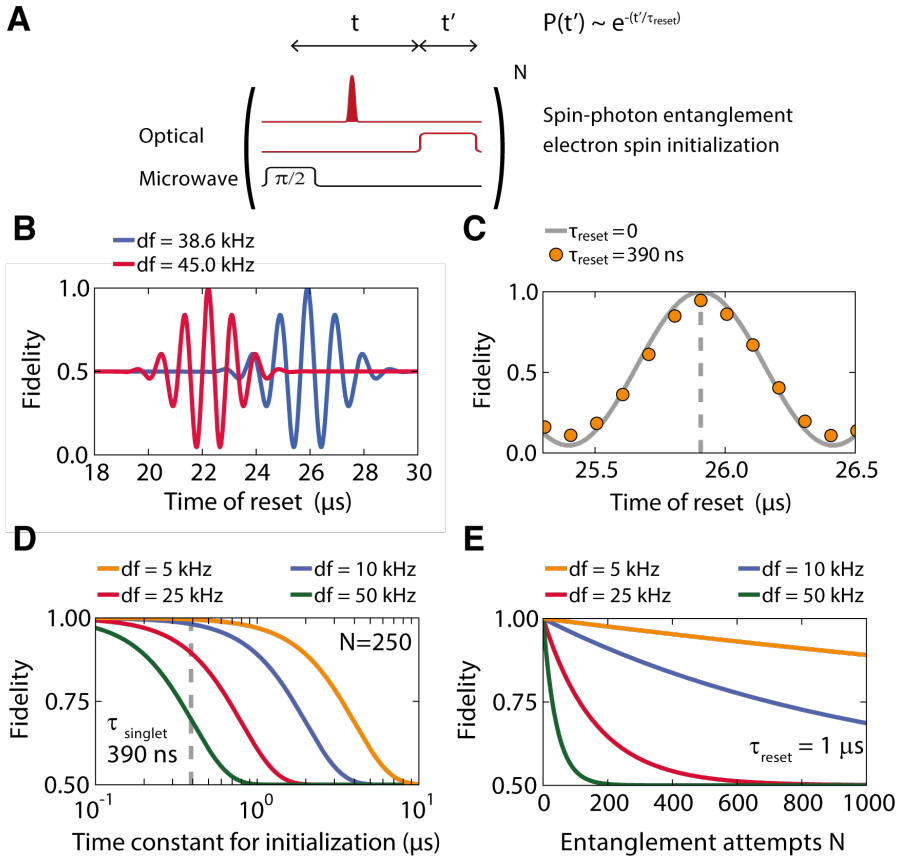 A
t
t'
P(t') ~ e^-(t'/τreset)
N
Optical
Microwave
π/2
Spin-photon entanglement
electron spin initialization
B
df = 38.6 kHz
df = 45.0 kHz
Fidelity
1.0
0.5
0.0
18 20 22 24 26 28 30
Time of reset (μs)
C
τreset = 0
τreset = 390 ns
Fidelity
1.0
0.5
0.0
25.5 26.0 26.5
Time of reset (μs)
D
df = 5 kHz df = 10 kHz
df = 25 kHz df = 50 kHz
Fidelity
1.00
0.75
0.50
N=250
τ singlet
390 ns
10^-1 10^0 10^1
Time constant for initialization (μs)
E
df = 5 kHz df = 10 kHz
df = 25 kHz df = 50 kHz
Fidelity
1.00
0.75
0.50
τreset = 1 μs
0 200 400 600 800 1000
Entanglement attempts N